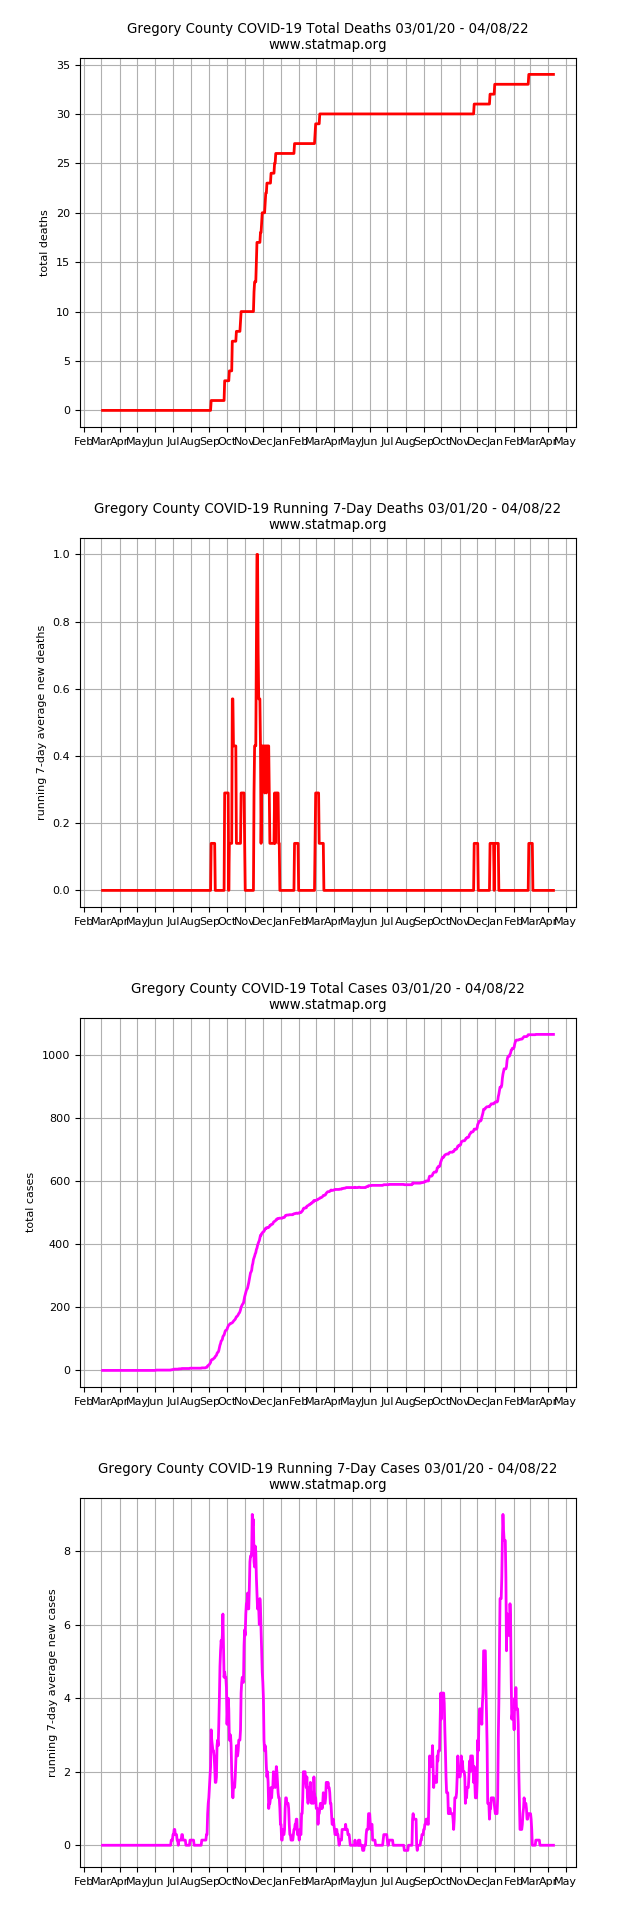 Gregory County COVID-19 Total Deaths 03/01/20 - 04/08/22
www.statmap.org
35
30
25
20
15
10
5
0
total deaths
Feb Mar Apr May Jun Jul Aug Sep Oct Nov Dec Jan Feb Mar Apr May Jun Jul Aug Sep Oct Nov Dec Jan Feb Mar Apr May
Gregory County COVID-19 Running 7-Day Deaths 03/01/20 - 04/08/22
www.statmap.org
1.0
0.8
0.6
0.4
0.2
0.0
running 7-day average new deaths
Feb Mar Apr May Jun Jul Aug Sep Oct Nov Dec Jan Feb Mar Apr May Jun Jul Aug Sep Oct Nov Dec Jan Feb Mar Apr May
Gregory County COVID-19 Total Cases 03/01/20 - 04/08/22
www.statmap.org
1000
800
600
400
200
0
total cases
Feb Mar Apr May Jun Jul Aug Sep Oct Nov Dec Jan Feb Mar Apr May Jun Jul Aug Sep Oct Nov Dec Jan Feb Mar Apr May
Gregory County COVID-19 Running 7-Day Cases 03/01/20 - 04/08/22
www.statmap.org
8
6
4
2
0
running 7-day average new cases
Feb Mar Apr May Jun Jul Aug Sep Oct Nov Dec Jan Feb Mar Apr May Jun Jul Aug Sep Oct Nov Dec Jan Feb Mar Apr May